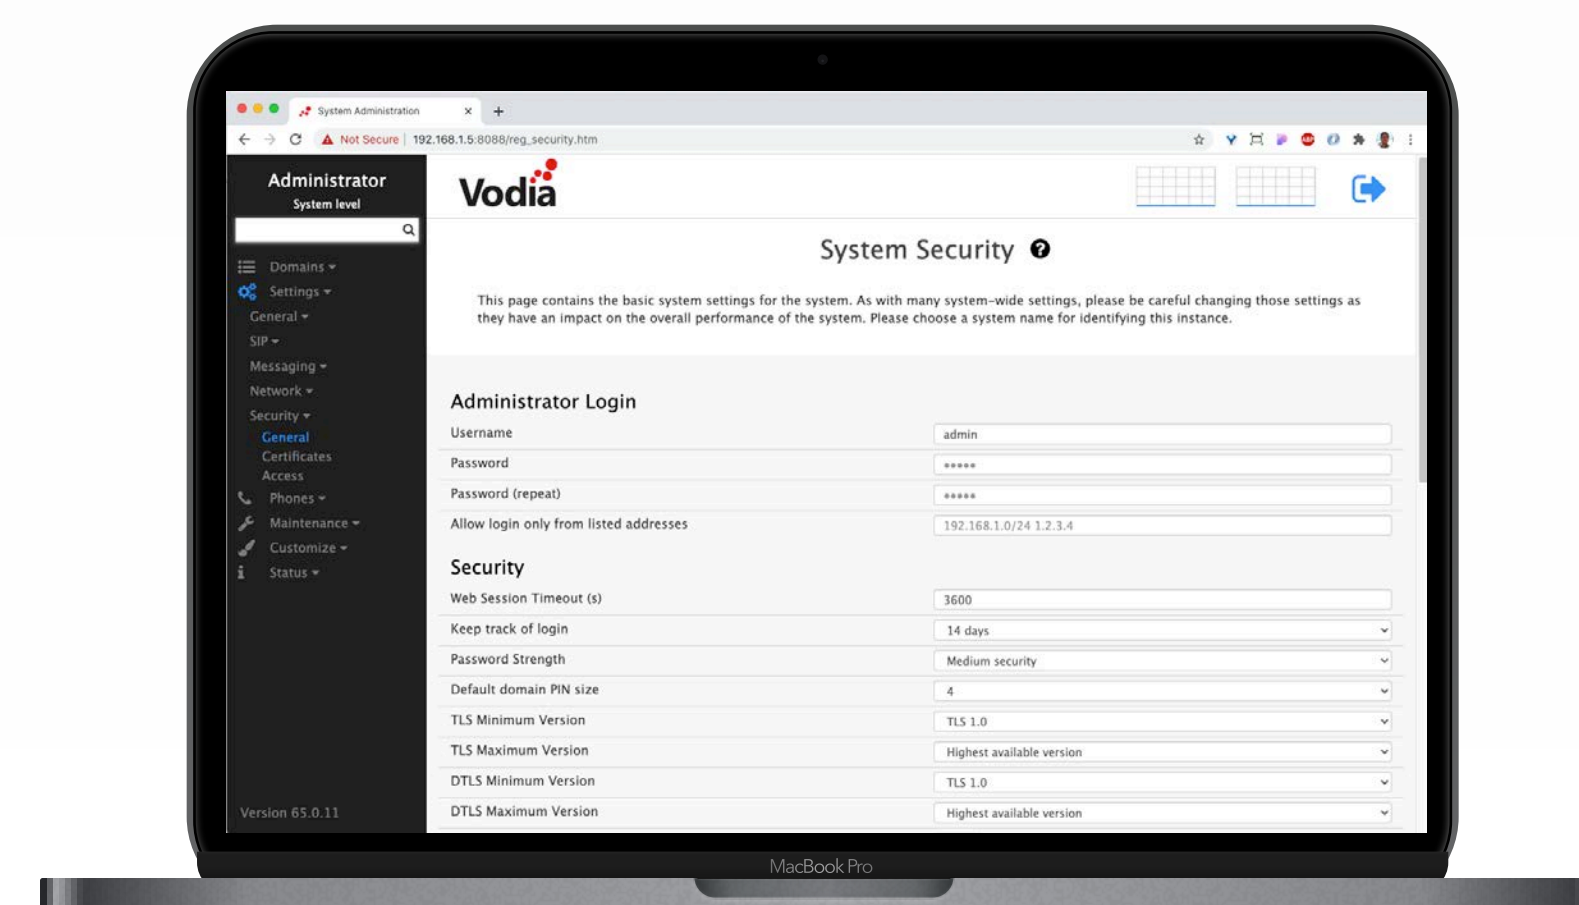 System Administration
Not Secure | 192.168.1.5:8088/reg_security.htm
ABP
Administrator
System level
Domains
Settings
General
SIP
Messaging
Network
Security
General
Certificates
Access
Phones
Maintenance
Customize
Status
Version 65.0.11
Vodia
System Security ?
This page contains the basic system settings for the system. As with many system-wide settings, please be careful changing those settings as
they have an impact on the overall performance of the system. Please choose a system name for identifying this instance.
Administrator Login
Username admin
Password •••••
Password (repeat) •••••
Allow login only from listed addresses 192.168.1.0/24 1.2.3.4
Security
Web Session Timeout (s) 3600
Keep track of login 14 days
Password Strength Medium security
Default domain PIN size 4
TLS Minimum Version TLS 1.0
TLS Maximum Version Highest available version
DTLS Minimum Version TLS 1.0
DTLS Maximum Version Highest available version
MacBook Pro